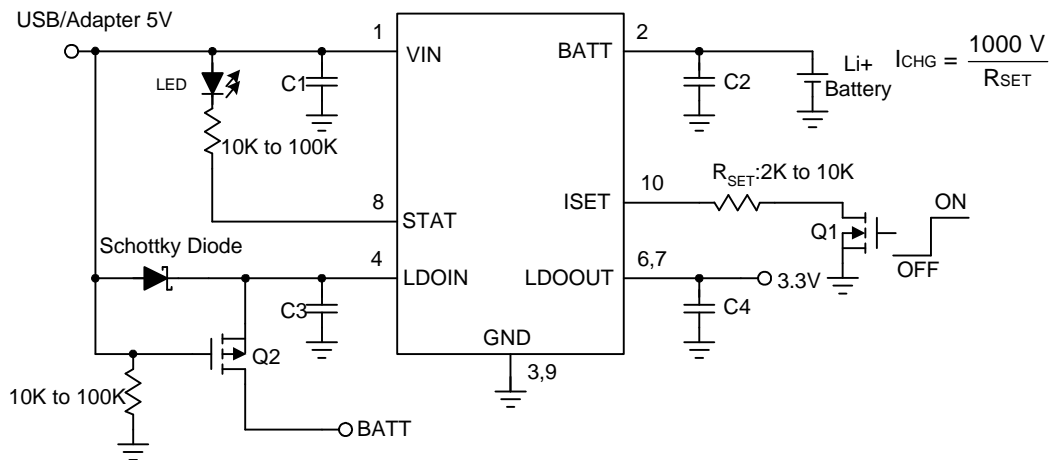 USB/Adapter 5V
1
VIN
BATT
2
LED
C1
C2
Li+
Battery
ICHG = 1000 V / RSET
10K to 100K
8
STAT
ISET
10
RSET:2K to 10K
Q1
ON
OFF
Schottky Diode
4
LDOIN
LDOOUT
6,7
3.3V
C3
C4
GND
3,9
Q2
10K to 100K
BATT